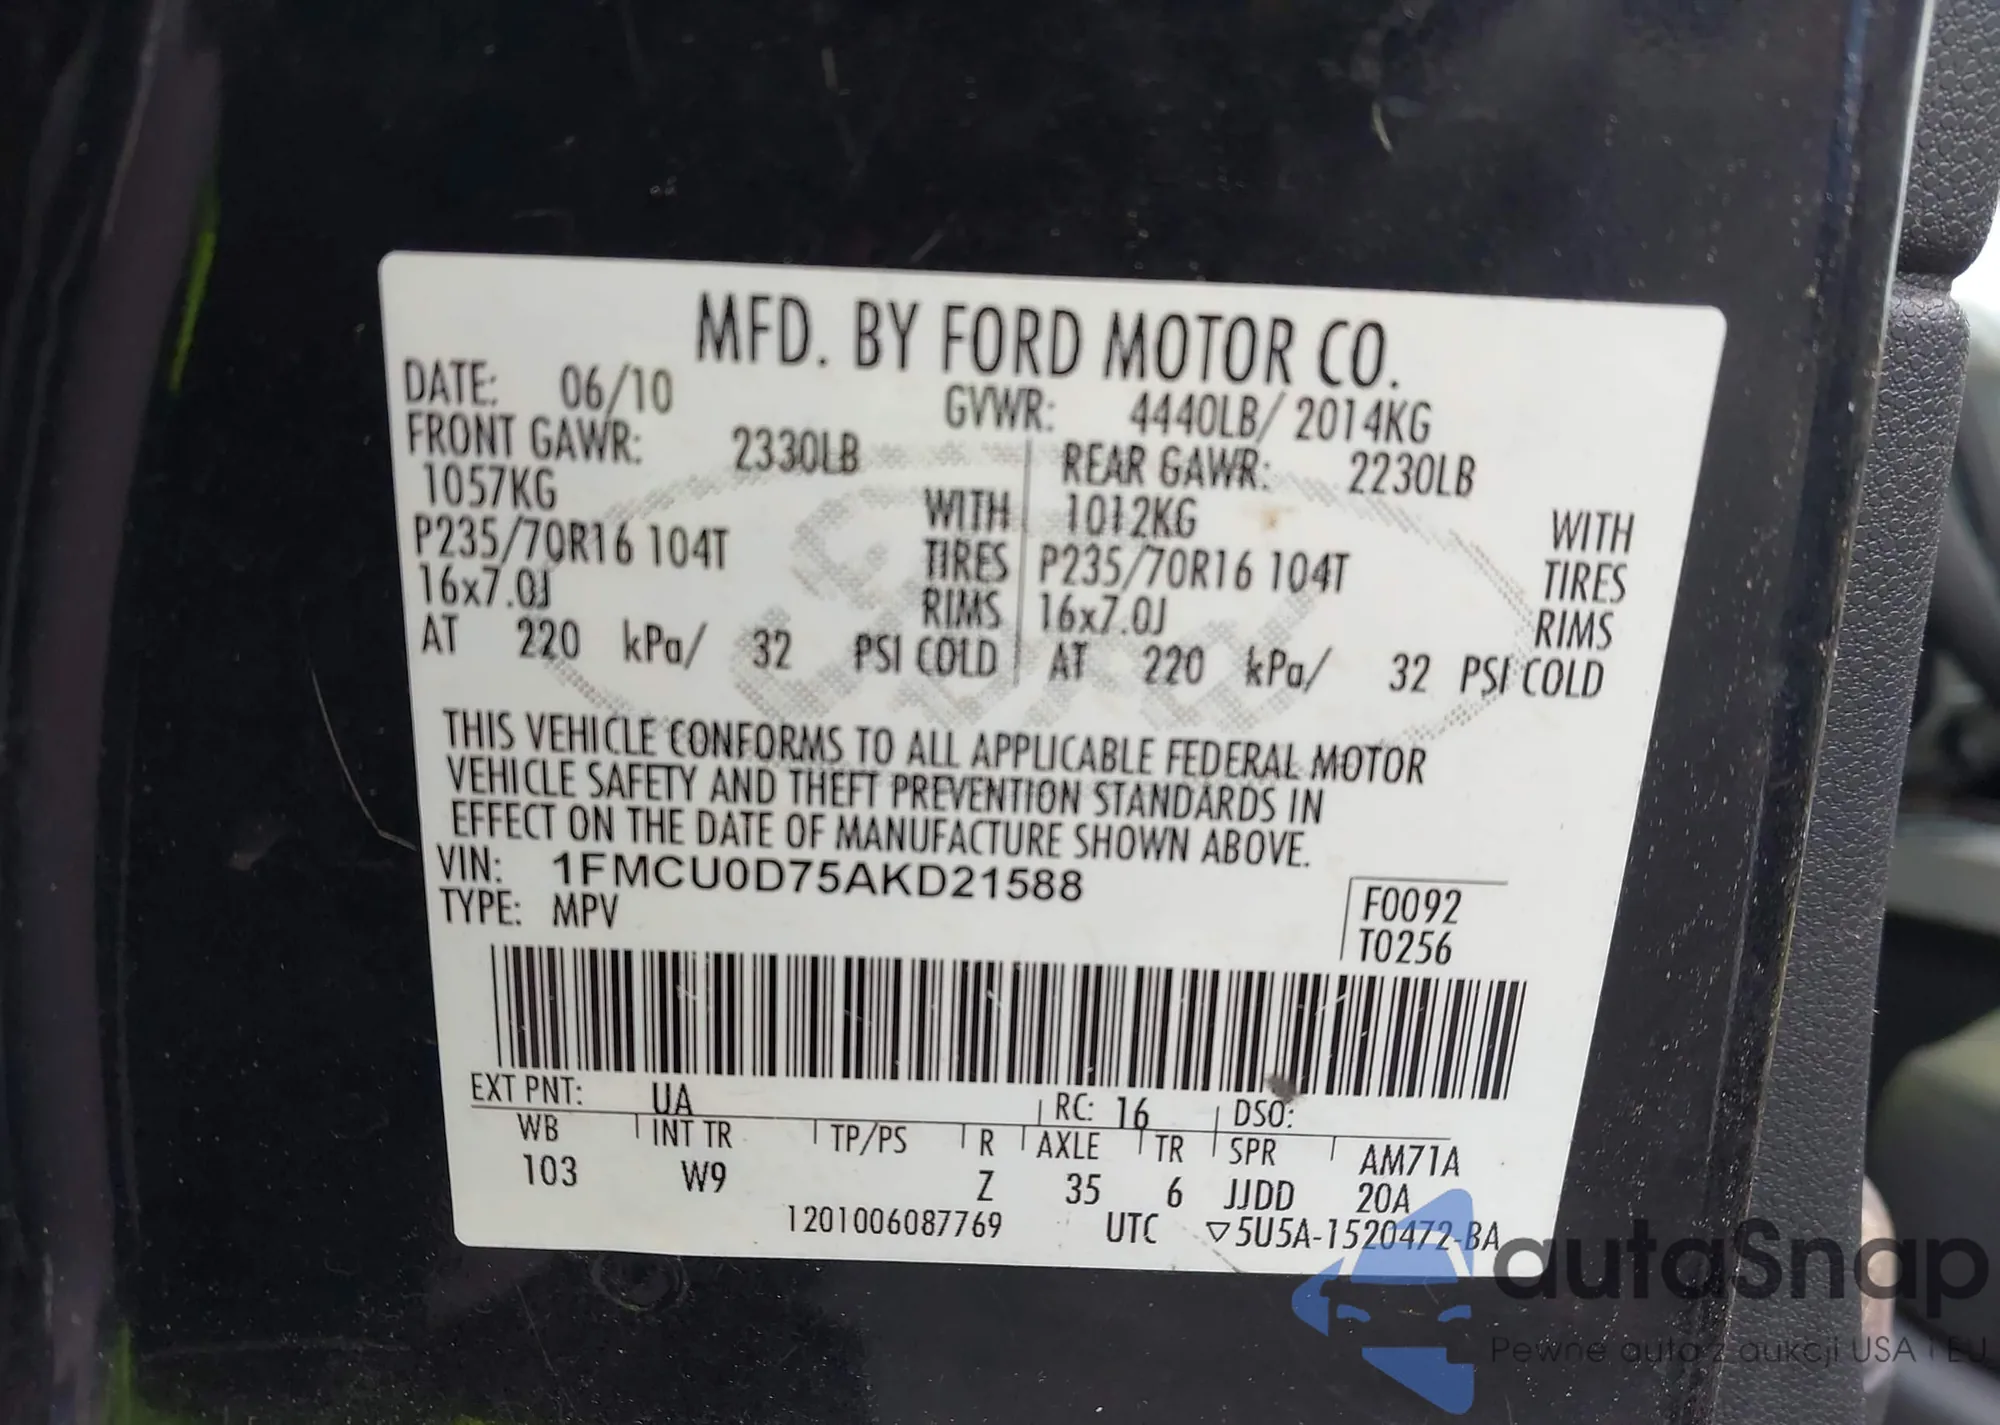 MFD. BY FORD MOTOR CO.
DATE: 06/10 GVWR: 4440LB/ 2014KG
FRONT GAWR: 2330LB REAR GAWR: 2230LB
1057KG WITH 1012KG WITH
P235/70R16 104T TIRES P235/70R16 104T TIRES
16x7.0J RIMS 16x7.0J RIMS
AT 220 kPa/ 32 PSI COLD AT 220 kPa/ 32 PSI COLD
THIS VEHICLE CONFORMS TO ALL APPLICABLE FEDERAL MOTOR
VEHICLE SAFETY AND THEFT PREVENTION STANDARDS IN
EFFECT ON THE DATE OF MANUFACTURE SHOWN ABOVE.
VIN: 1FMCU0D75AKD21588
TYPE: MPV
F0092
T0256
EXT PNT: UA RC: 16 DSO:
WB INT TR TP/PS R AXLE TR SPR AM71A
103 W9 Z 35 6 JJDD 20A
1201006087769 UTC ▽5U5A-1520472-BA
autaSnap
Pewne auta z aukcji USA i EU